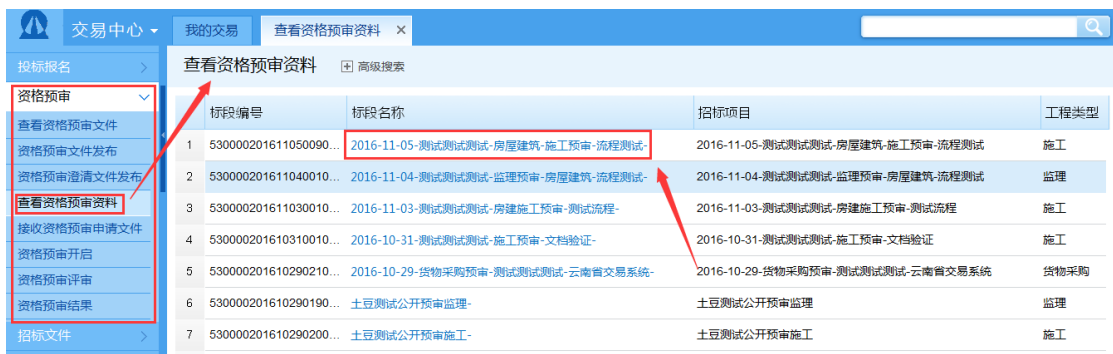 交易中心 我的交易 查看资格预审资料 ×
投标报名 >
查看资格预审资料 高级搜索
资格预审
查看资格预审文件
资格预审文件发布
资格预审澄清文件发布
查看资格预审资料
接收资格预审申请文件
资格预审开启
资格预审评审
资格预审结果
招标文件 >
标段编号 标段名称 招标项目 工程类型
1 530000201611050090... 2016-11-05-测试测试测试-房屋建筑-施工预审-流程测试- 2016-11-05-测试测试测试-房屋建筑-施工预审-流程测试 施工
2 530000201611040010... 2016-11-04-测试测试测试-监理预审-房屋建筑-流程测试- 2016-11-04-测试测试测试-监理预审-房屋建筑-流程测试 监理
3 530000201611030010... 2016-11-03-测试测试测试-房建施工预审-测试流程- 2016-11-03-测试测试测试-房建施工预审-测试流程 施工
4 530000201610310010... 2016-10-31-测试测试测试-施工预审-文档验证- 2016-10-31-测试测试测试-施工预审-文档验证 施工
5 530000201610290210... 2016-10-29-货物采购预审-测试测试测试-云南省交易系统- 2016-10-29-货物采购预审-测试测试测试-云南省交易系统 货物采购
6 530000201610290190... 土豆测试公开预审监理- 土豆测试公开预审监理 监理
7 530000201610290200... 土豆测试公开预审施工- 土豆测试公开预审施工 施工